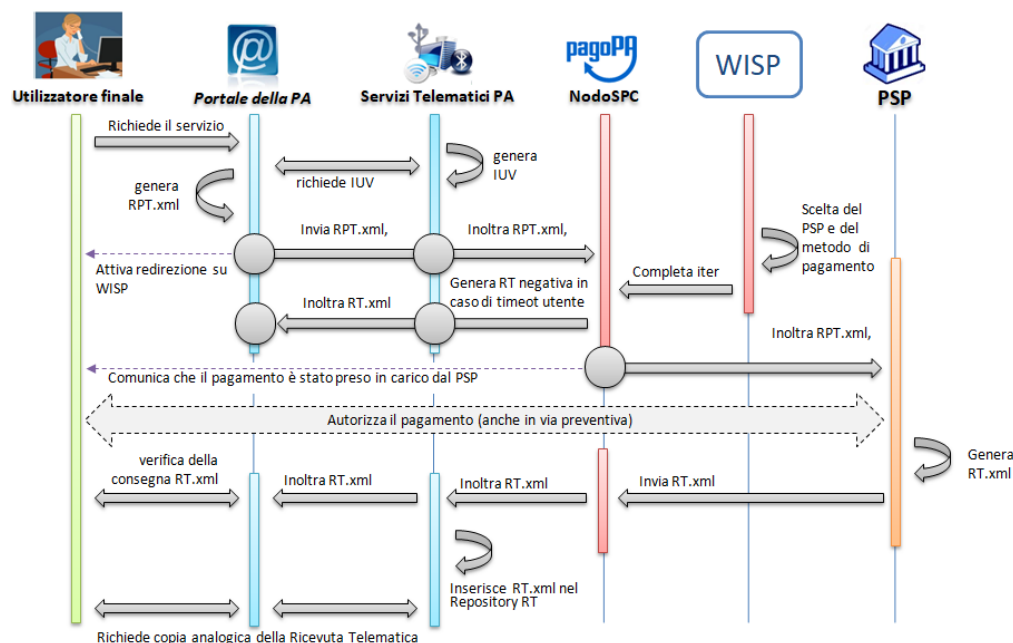 pagoPA
WISP
Utilizzatore finale
Portale della PA
Servizi Telematici PA
NodoSPC
PSP
Richiede il servizio
richiede IUV
genera
IUV
genera
RPT.xml
Invia RPT.xml,
Inoltra RPT.xml,
Scelta del
PSP e del
metodo di
pagamento
Attiva redirezione su
WISP
Completa iter
Inoltra RT.xml
Genera RT negativa in
caso di timeot utente
Inoltra RPT.xml,
Comunica che il pagamento è stato preso in carico dal PSP
Autorizza il pagamento (anche in via preventiva)
Genera
RT.xml
verifica della
consegna RT.xml
Inoltra RT.xml
Inoltra RT.xml
Invia RT.xml
Inserisce RT.xml nel
Repository RT
Richiede copia analogica della Ricevuta Telematica